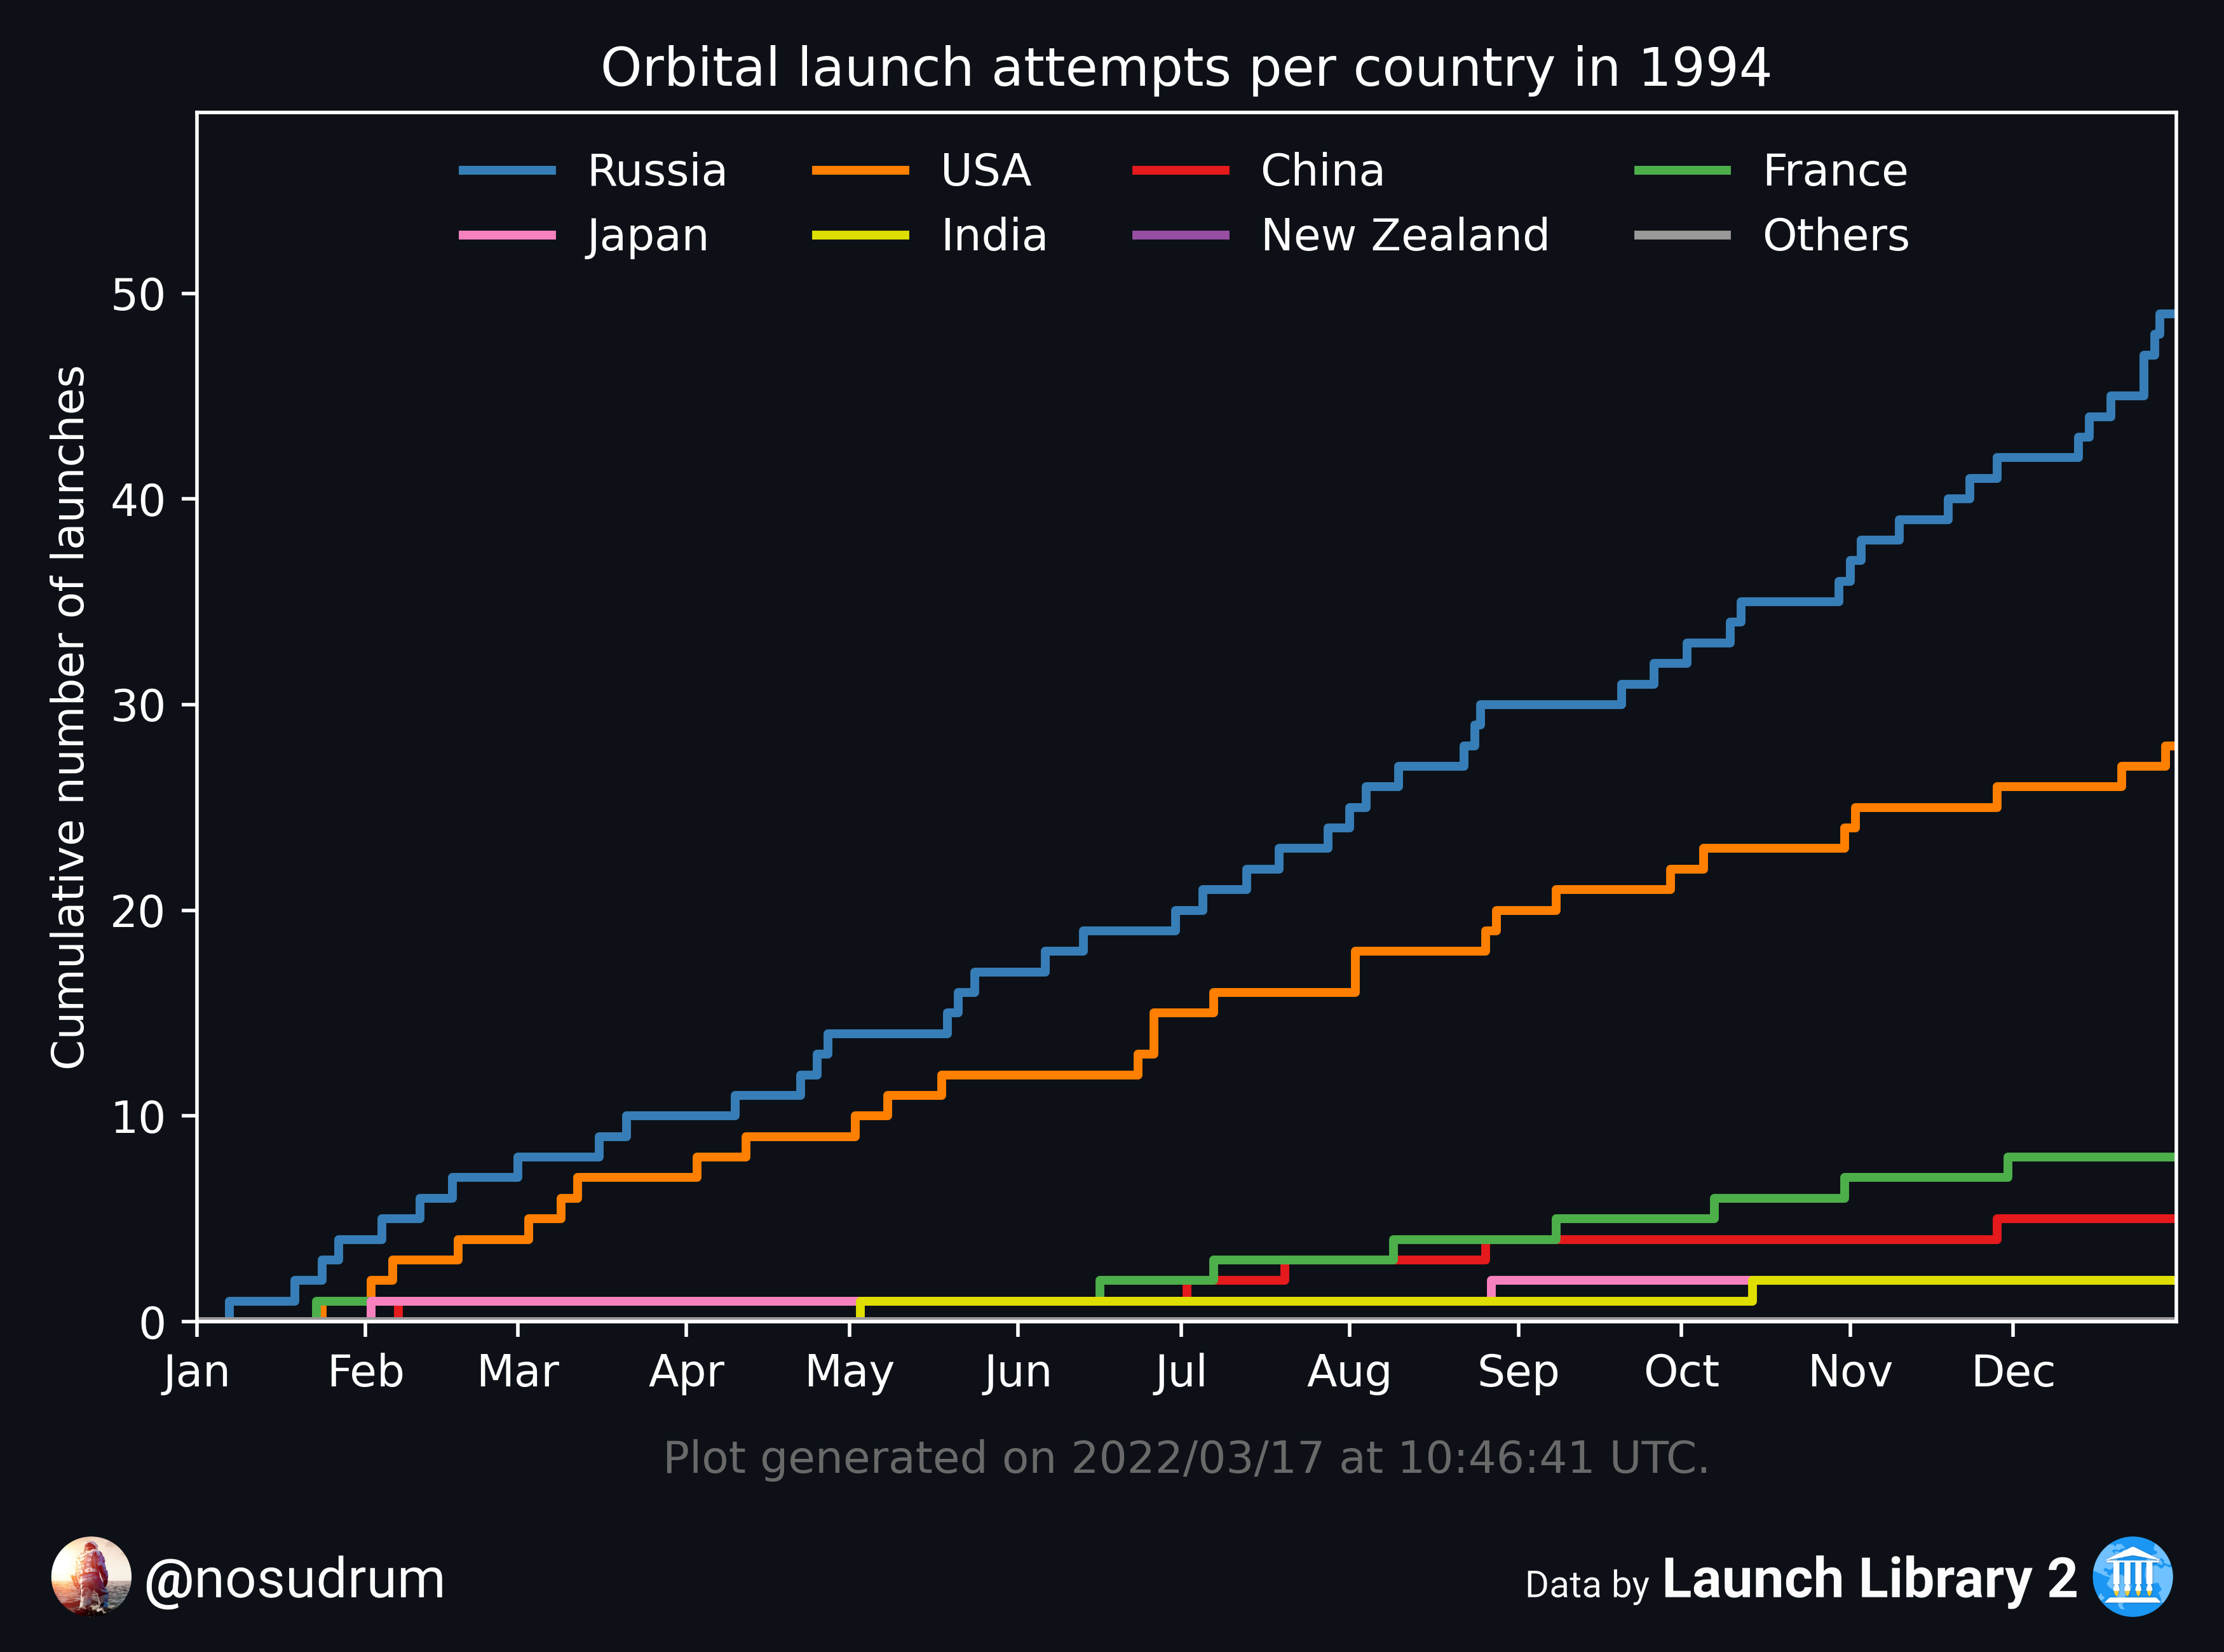 Orbital launch attempts per country in 1994
Russia USA China France
Japan India New Zealand Others
Cumulative number of launches
50
40
30
20
10
0
Jan Feb Mar Apr May Jun Jul Aug Sep Oct Nov Dec
Plot generated on 2022/03/17 at 10:46:41 UTC.
@nosudrum
Data by Launch Library 2